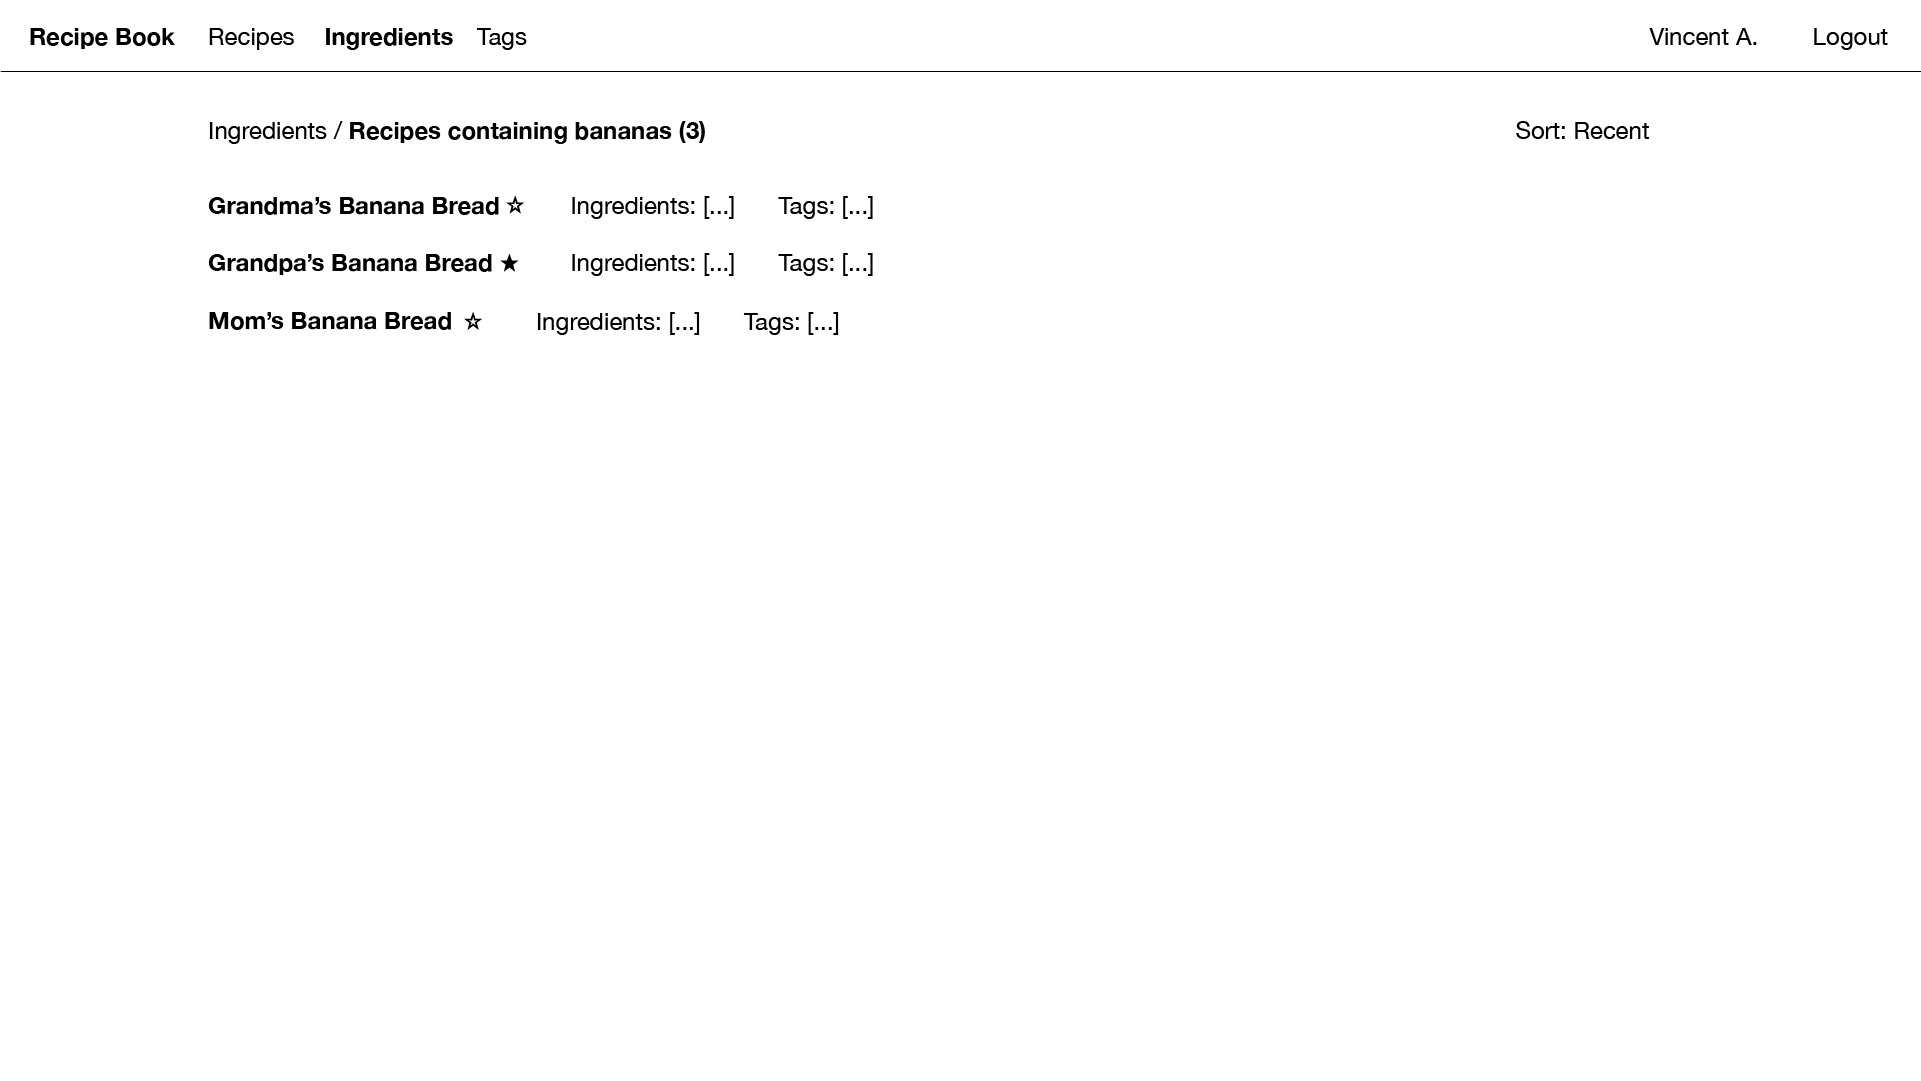 Recipe Book Recipes Ingredients Tags Vincent A. Logout
Ingredients / Recipes containing bananas (3) Sort: Recent
Grandma’s Banana Bread ☆ Ingredients: [...] Tags: [...]
Grandpa’s Banana Bread ★ Ingredients: [...] Tags: [...]
Mom’s Banana Bread ☆ Ingredients: [...] Tags: [...]